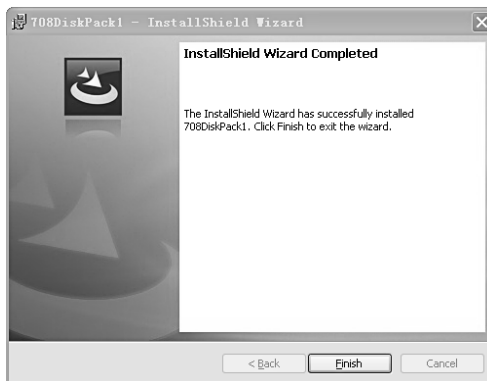 708DiskPack1 - InstallShield Wizard
InstallShield Wizard Completed
The InstallShield Wizard has successfully installed
708DiskPack1. Click Finish to exit the wizard.
< Back
Finish
Cancel